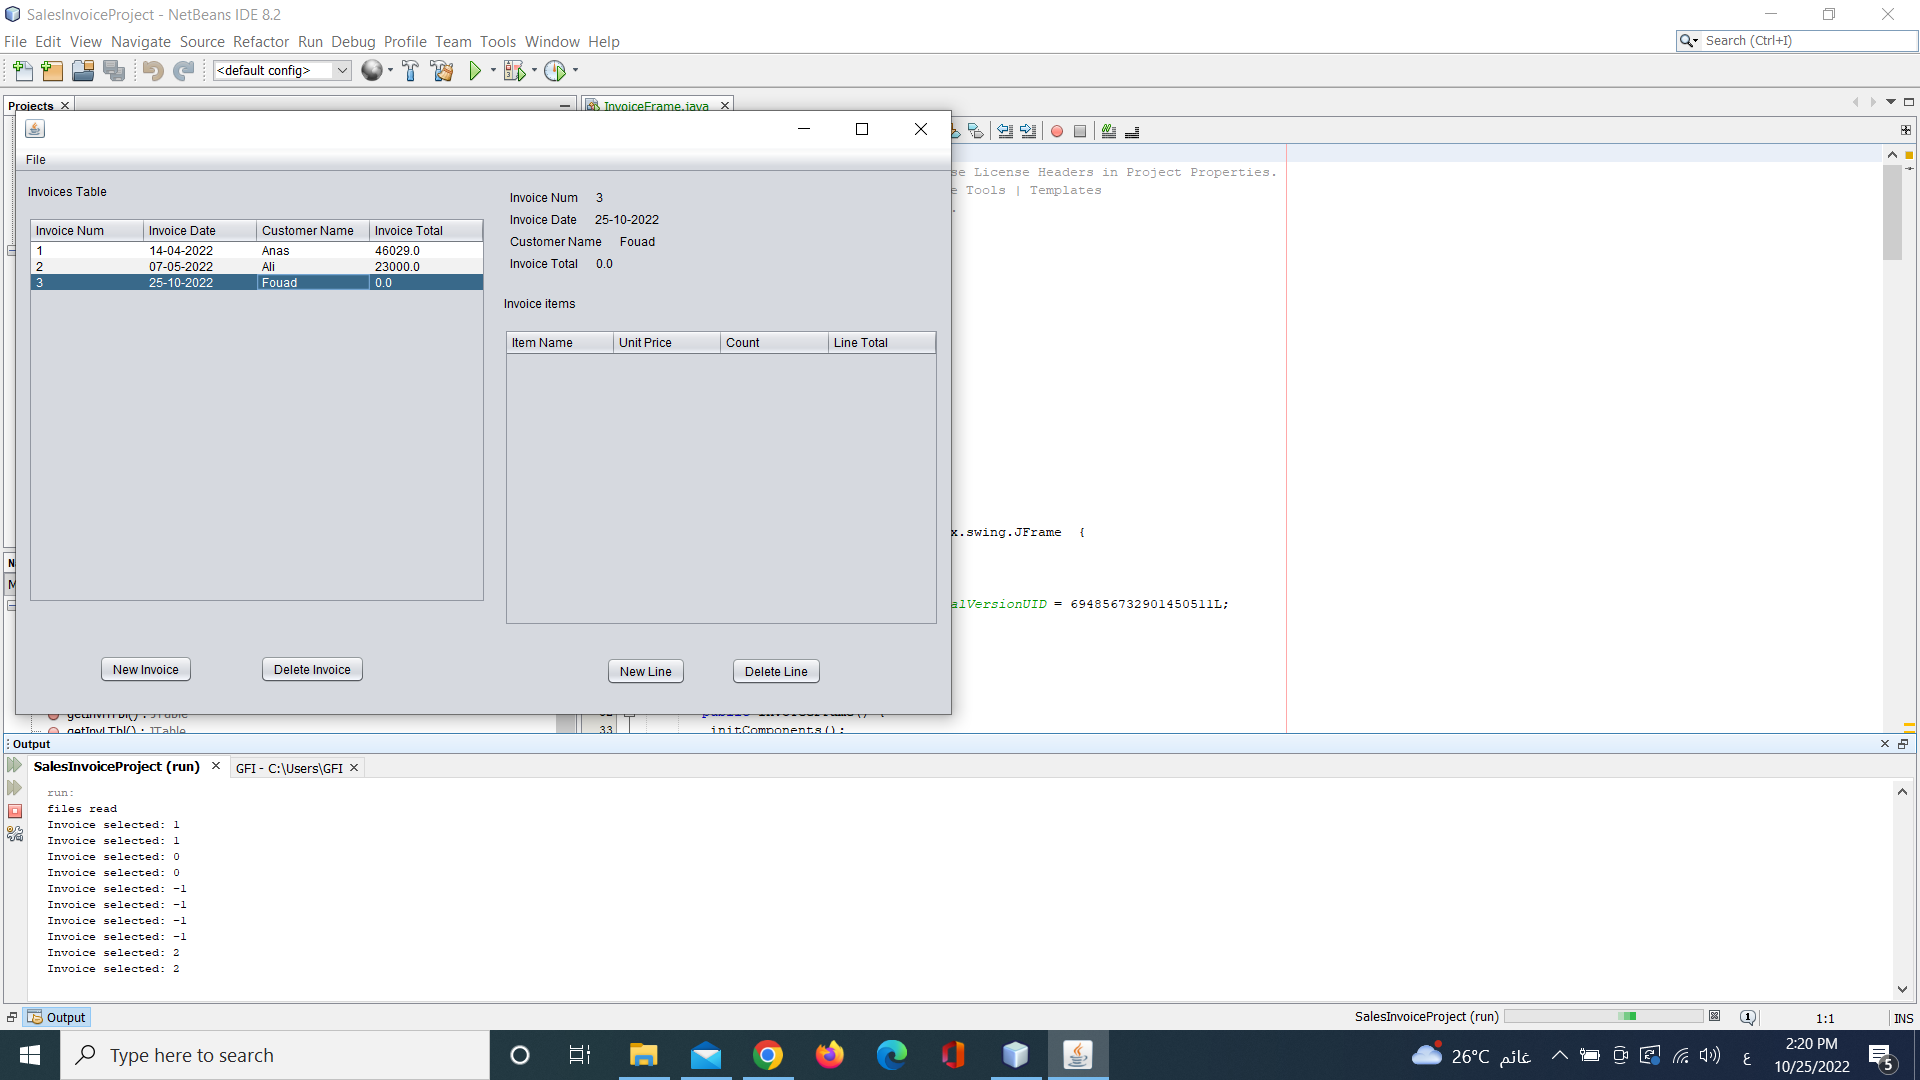 SalesInvoiceProject - NetBeans IDE 8.2
File Edit View Navigate Source Refactor Run Debug Profile Team Tools Window Help
Search (Ctrl+I)
<default config>
Projects
InvoiceFrame.java
File
Invoices Table
Invoice Num Invoice Date Customer Name Invoice Total
1 14-04-2022 Anas 46029.0
2 07-05-2022 Ali 23000.0
3 25-10-2022 Fouad 0.0
New Invoice Delete Invoice
Invoice Num 3
Invoice Date 25-10-2022
Customer Name Fouad
Invoice Total 0.0
Invoice items
Item Name Unit Price Count Line Total
New Line Delete Line
se License Headers in Project Properties.
e Tools | Templates
.
x.swing.JFrame {
alVersionUID = 694856732901450511L;
33 initComponents();
Output
SalesInvoiceProject (run) GFI - C:\Users\GFI
run:
files read
Invoice selected: 1
Invoice selected: 1
Invoice selected: 0
Invoice selected: 0
Invoice selected: -1
Invoice selected: -1
Invoice selected: -1
Invoice selected: -1
Invoice selected: 2
Invoice selected: 2
Output
SalesInvoiceProject (run) 1 1:1 INS
Type here to search
26°C غائم
ع
2:20 PM
10/25/2022
5